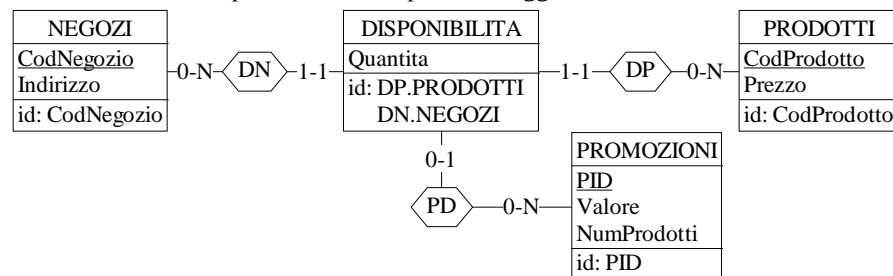 NEGOZI
CodNegozio
Indirizzo
id: CodNegozio
0-N
DN
1-1
DISPONIBILITA
Quantita
id: DP.PRODOTTI
DN.NEGOZI
1-1
DP
0-N
PRODOTTI
CodProdotto
Prezzo
id: CodProdotto
0-1
PD
0-N
PROMOZIONI
PID
Valore
NumProdotti
id: PID